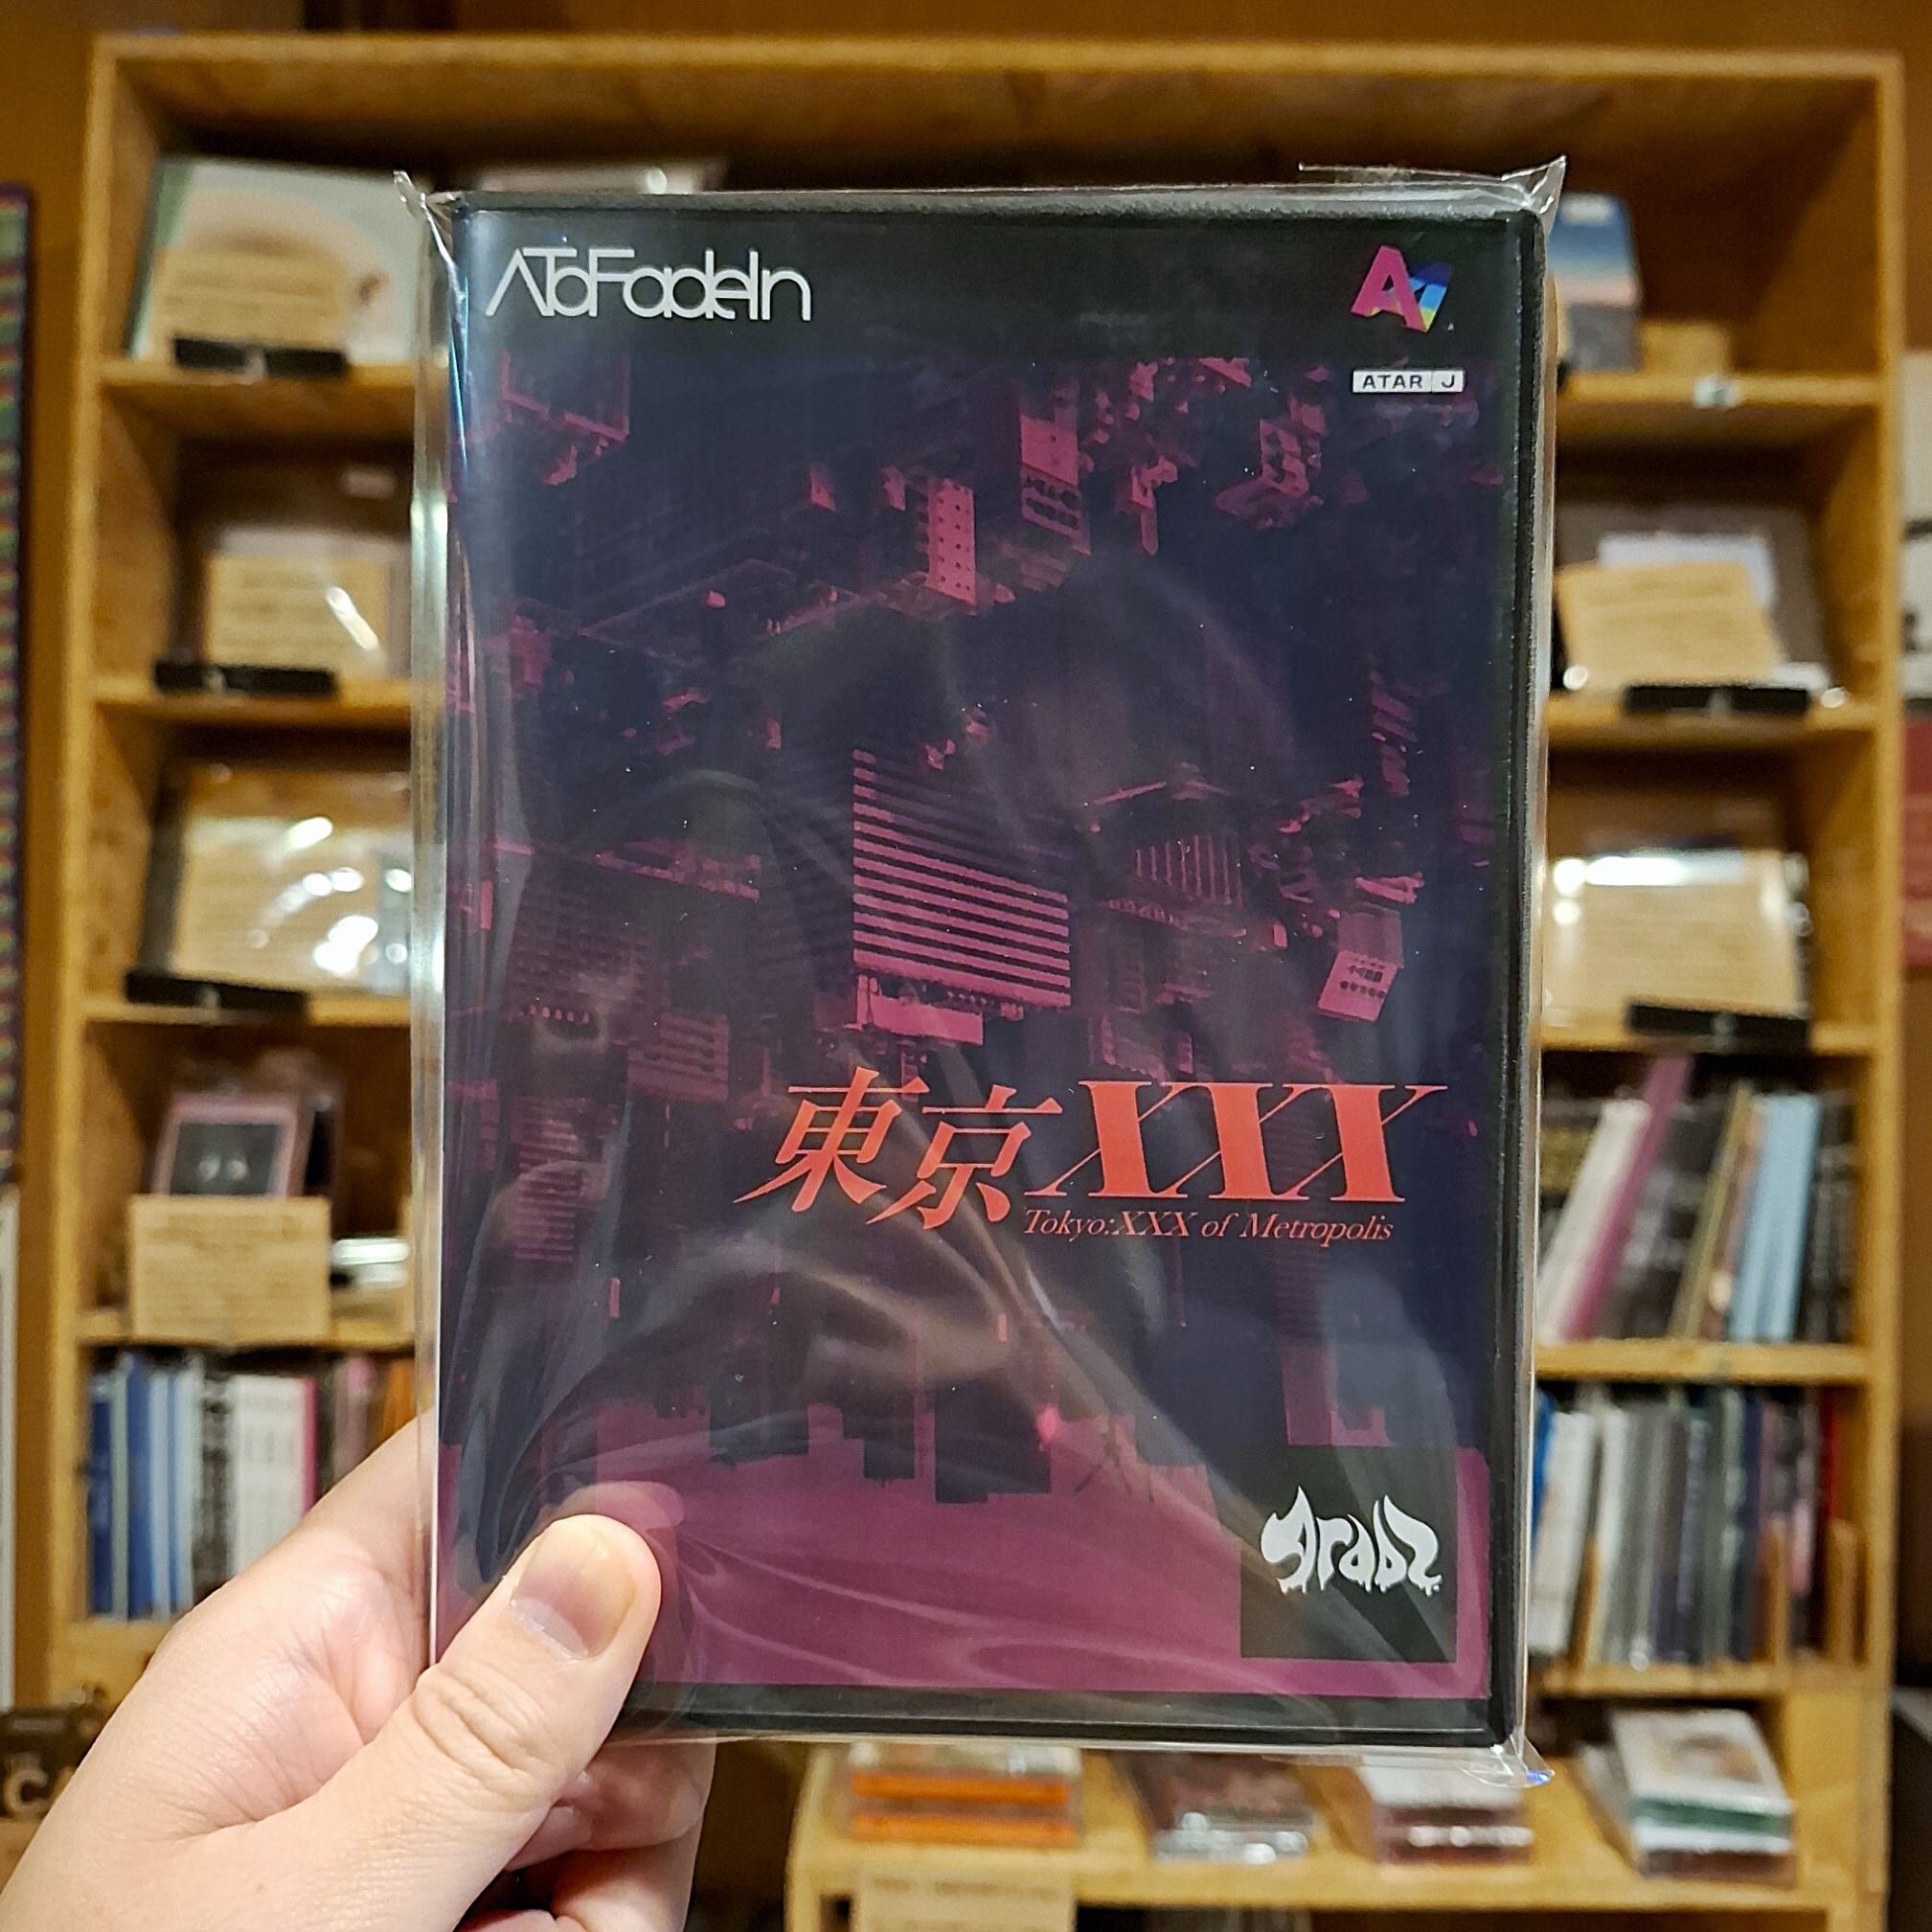 AToFadeIn
ATAR J
東京XXX
Tokyo:XXX of Metropolis